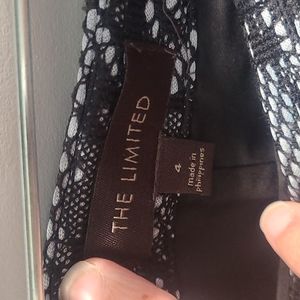 THE LIMITED
4
made in
philippines